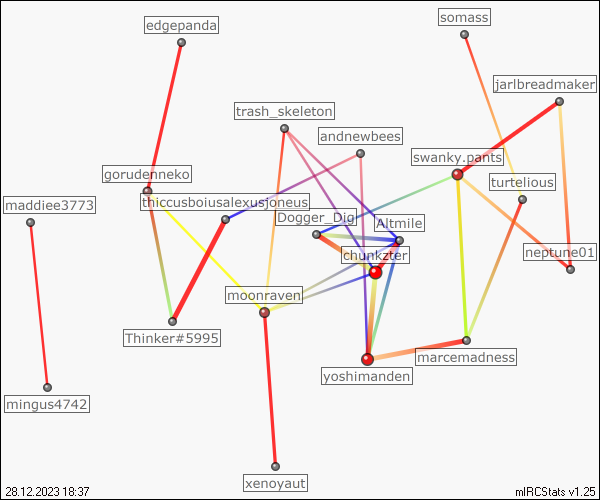 somass
edgepanda
jarlbreadmaker
trash_skeleton
andnewbees
swanky.pants
gorudenneko
turtelious
thiccusboiusalexusjoneus
maddiee3773
Dogger_Dig
Altmile
neptune01
chunkzter
moonraven
Thinker#5995
marcemadness
yoshimanden
mingus4742
xenoyaut
28.12.2023 18:37
mIRCStats v1.25